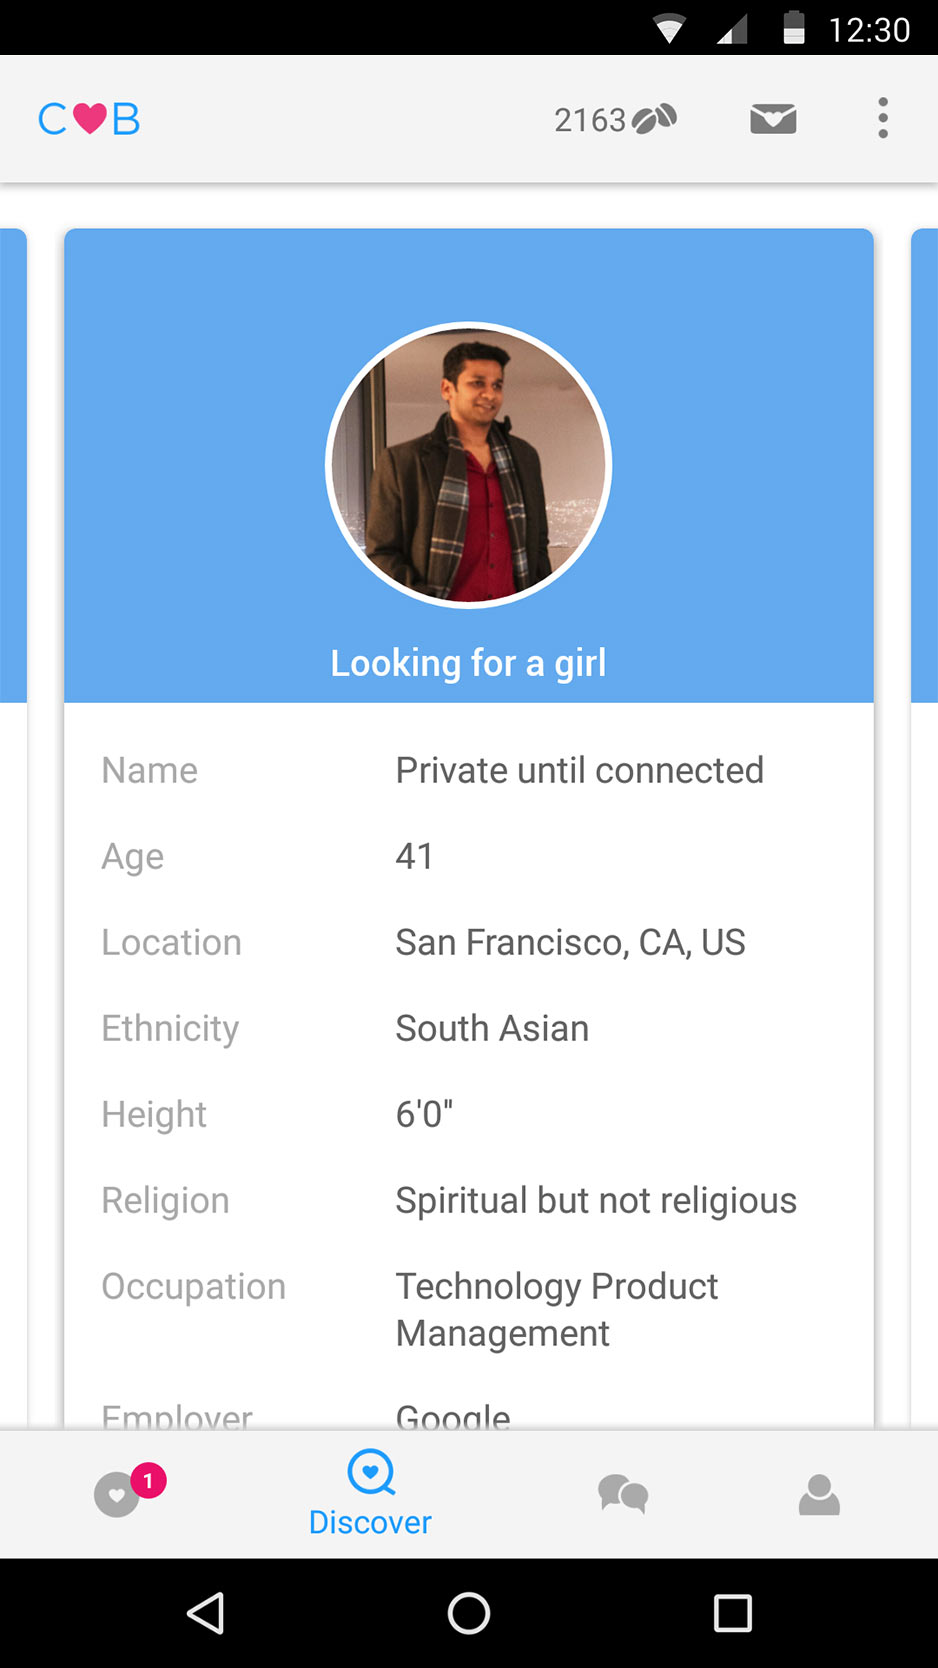 12:30
C B
2163
Looking for a girl
Name Private until connected
Age 41
Location San Francisco, CA, US
Ethnicity South Asian
Height 6'0"
Religion Spiritual but not religious
Occupation Technology Product
Management
Employer Google
1
Discover